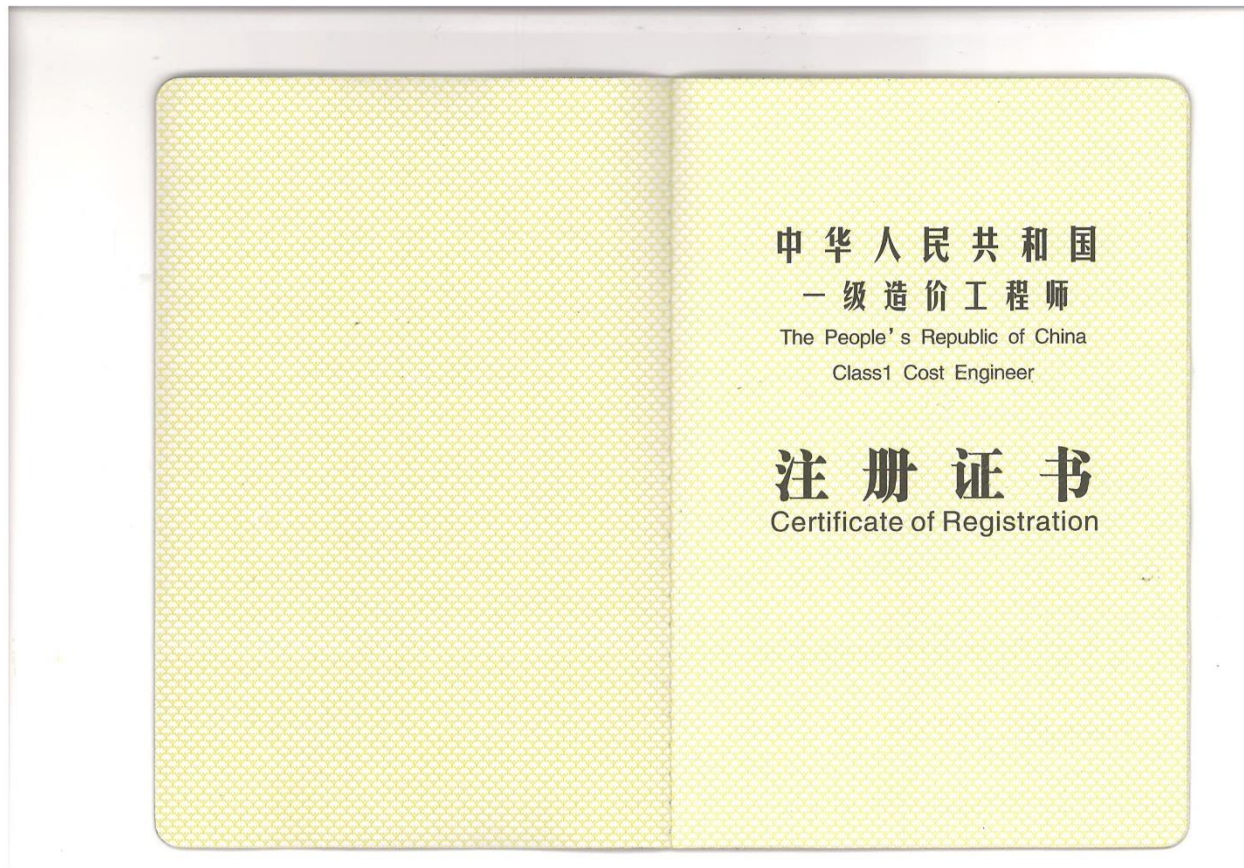 中华人民共和国
一级造价工程师
The People's Republic of China
Class1 Cost Engineer
注册证书
Certificate of Registration